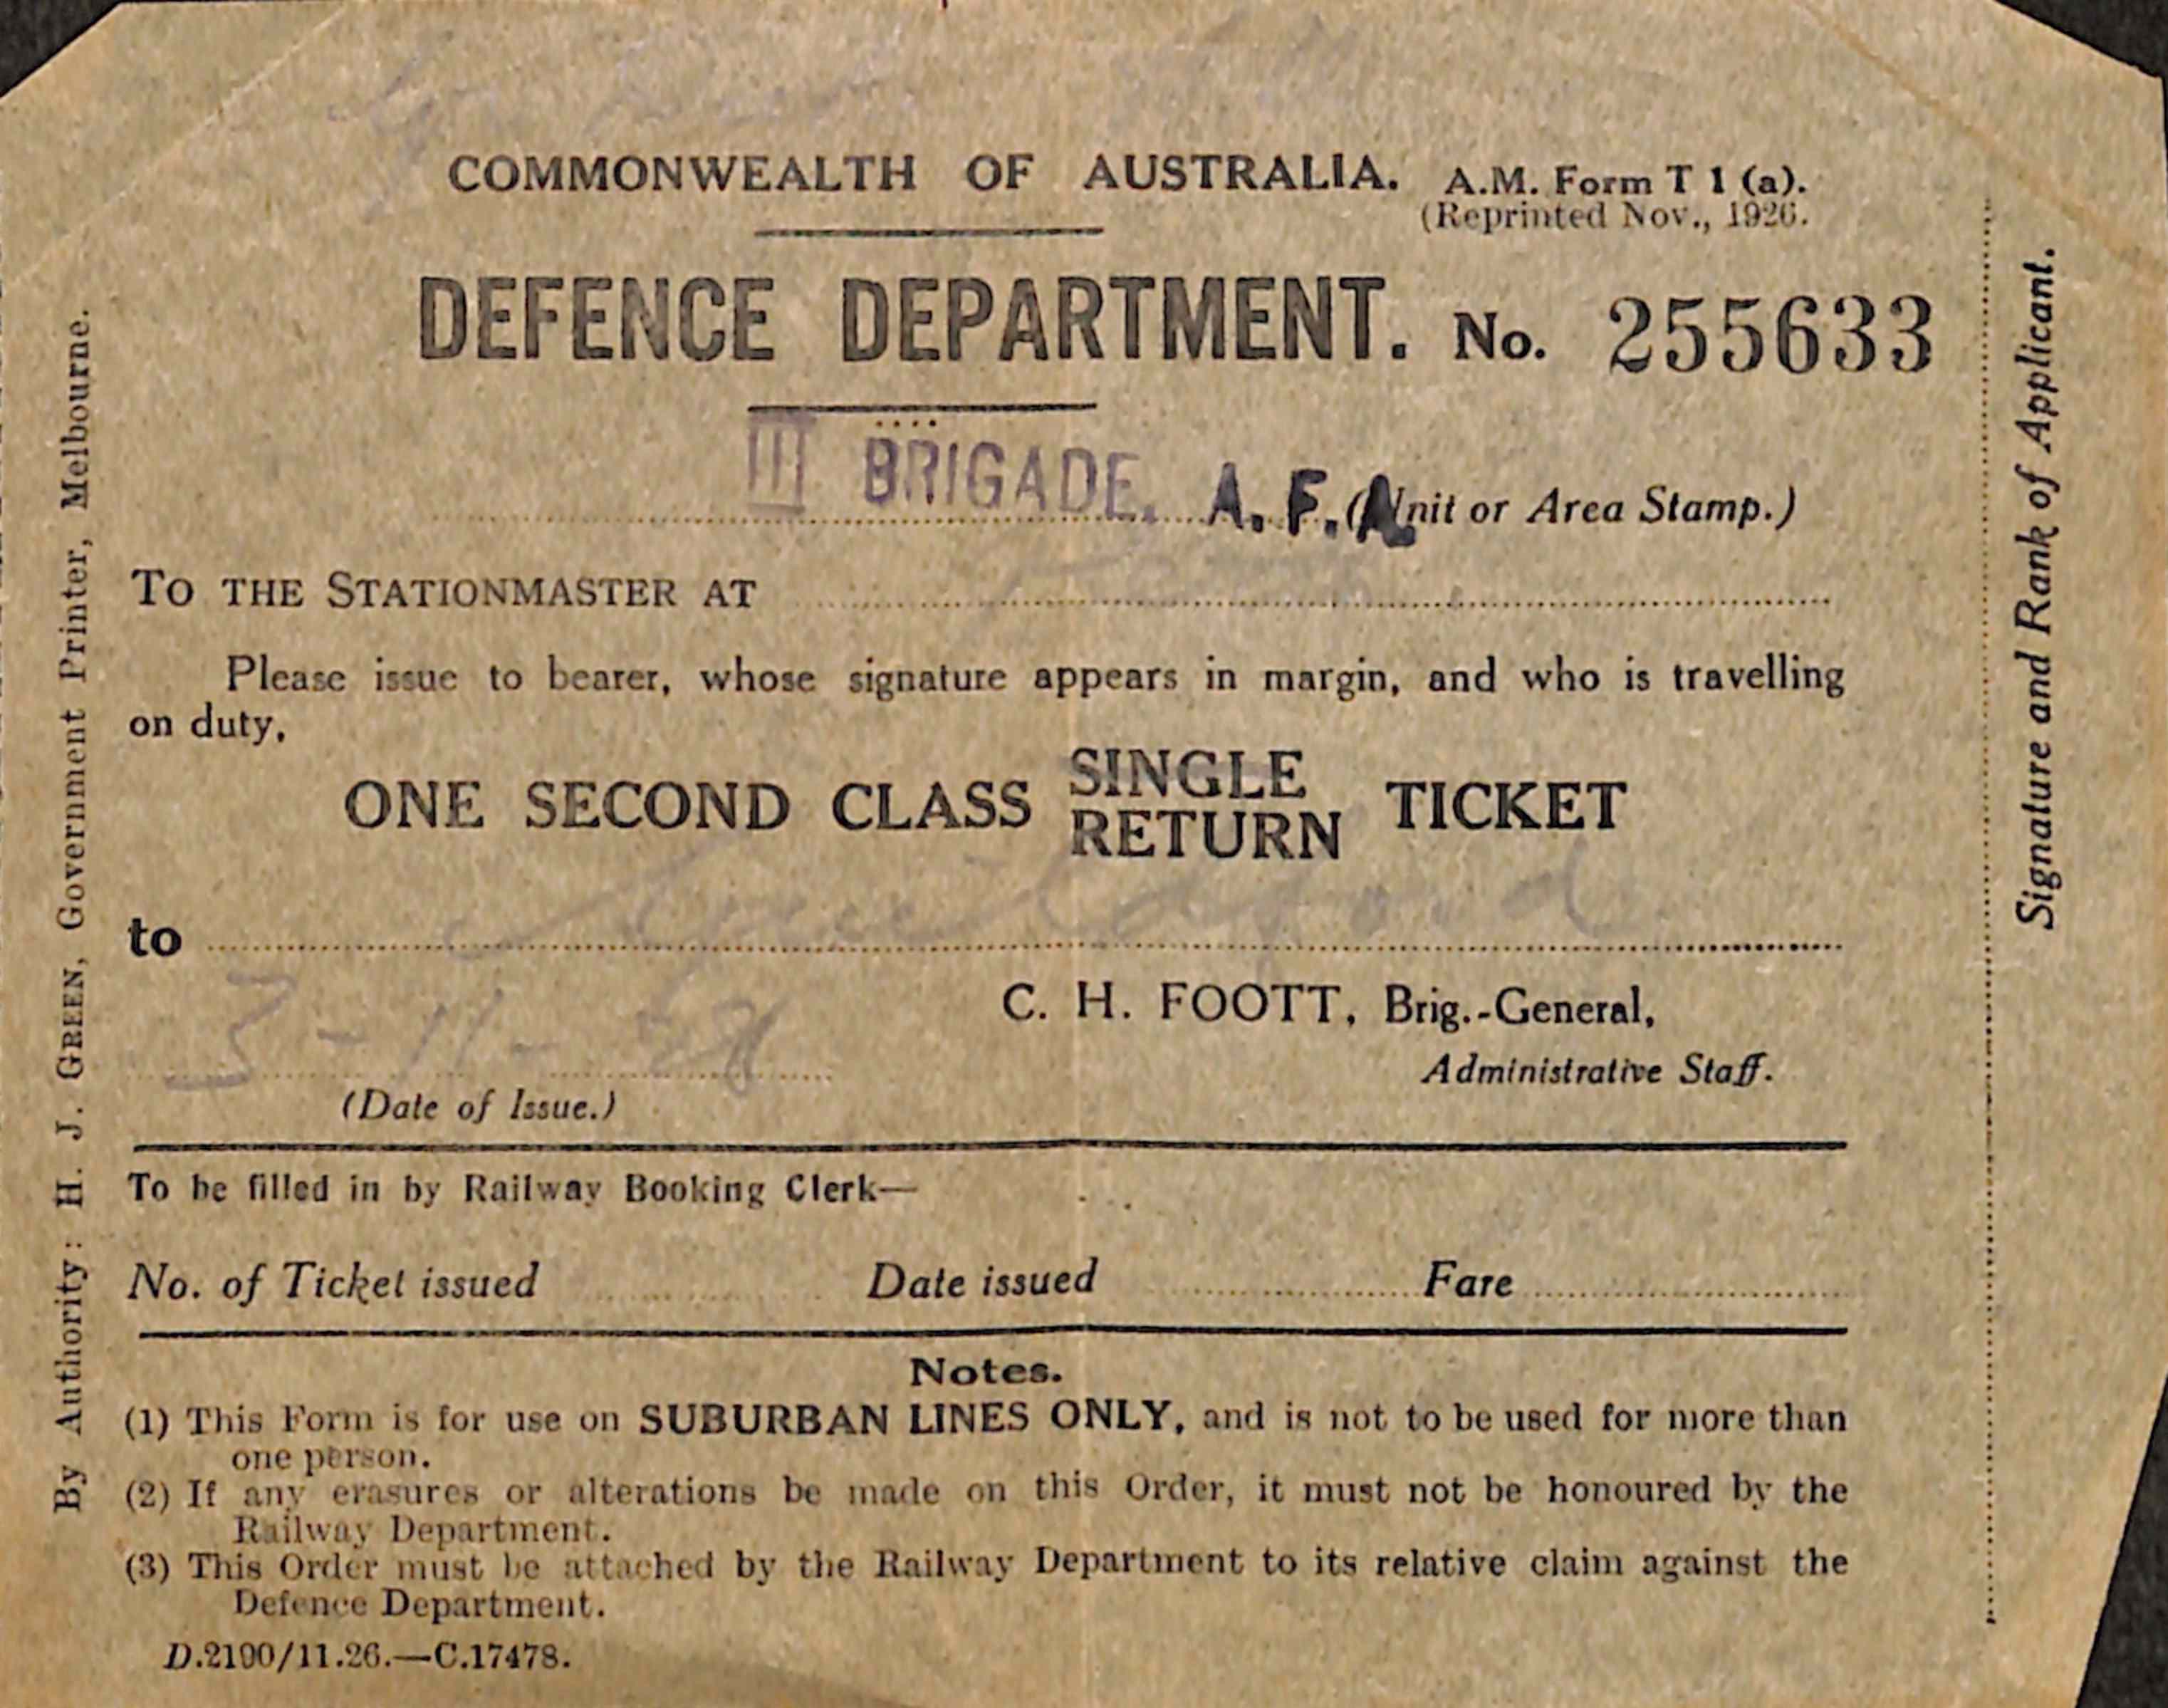 COMMONWEALTH OF AUSTRALIA.
A.M. Form T 1 (a).
(Reprinted Nov., 1926.
DEFENCE DEPARTMENT. No. 255633
III BRIGADE. A.F.A.
(Unit or Area Stamp.)
TO THE STATIONMASTER AT
Please issue to bearer, whose signature appears in margin, and who is travelling
on duty,
ONE SECOND CLASS SINGLE RETURN TICKET
to
C. H. FOOTT, Brig.-General,
Administrative Staff.
3-11-28
(Date of Issue.)
To be filled in by Railway Booking Clerk—
No. of Ticket issued Date issued Fare
Notes.
(1) This Form is for use on SUBURBAN LINES ONLY, and is not to be used for more than
one person.
(2) If any erasures or alterations be made on this Order, it must not be honoured by the
Railway Department.
(3) This Order must be attached by the Railway Department to its relative claim against the
Defence Department.
D.2190/11.26.—C.17478.
By Authority: H. J. GREEN, Government Printer, Melbourne.
Signature and Rank of Applicant.